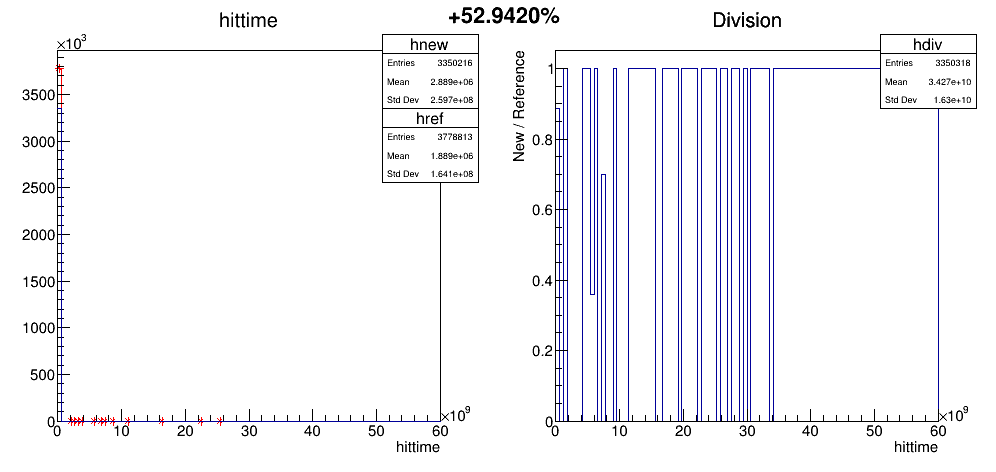 +52.9420%
hittime
×10³
hnew
Entries 3350216
Mean 2.889e+06
Std Dev 2.597e+08
href
Entries 3778813
Mean 1.889e+06
Std Dev 1.641e+08
3500
3000
2500
2000
1500
1000
500
0
0 10 20 30 40 50 60
×10⁹
hittime
Division
hdiv
Entries 3350318
Mean 3.427e+10
Std Dev 1.63e+10
New / Reference
1
0.8
0.6
0.4
0.2
0
0 10 20 30 40 50 60
×10⁹
hittime